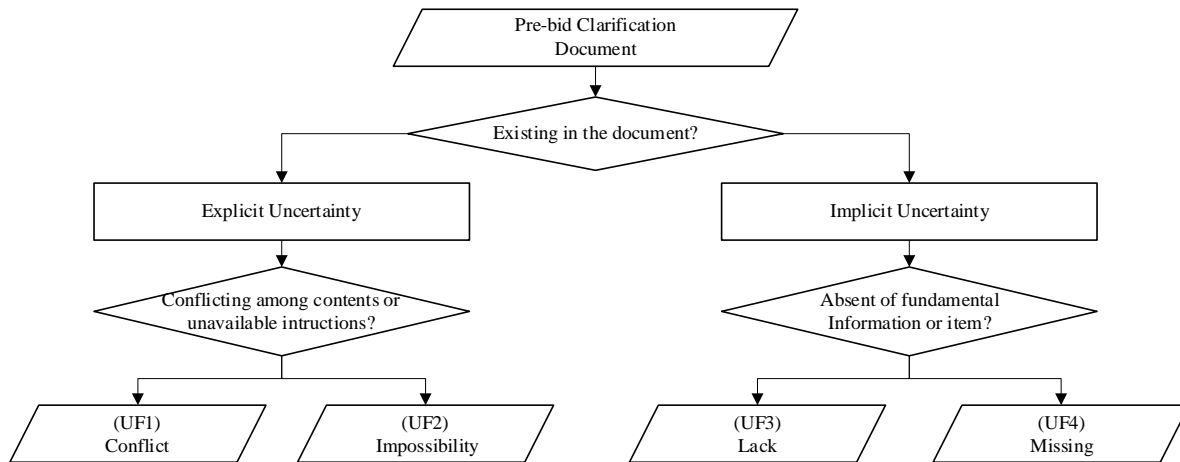 Pre-bid Clarification
Document
Existing in the document?
Explicit Uncertainty
Implicit Uncertainty
Conflicting among contents or
unavailable intructions?
Absent of fundamental
Information or item?
(UF1)
Conflict
(UF2)
Impossibility
(UF3)
Lack
(UF4)
Missing